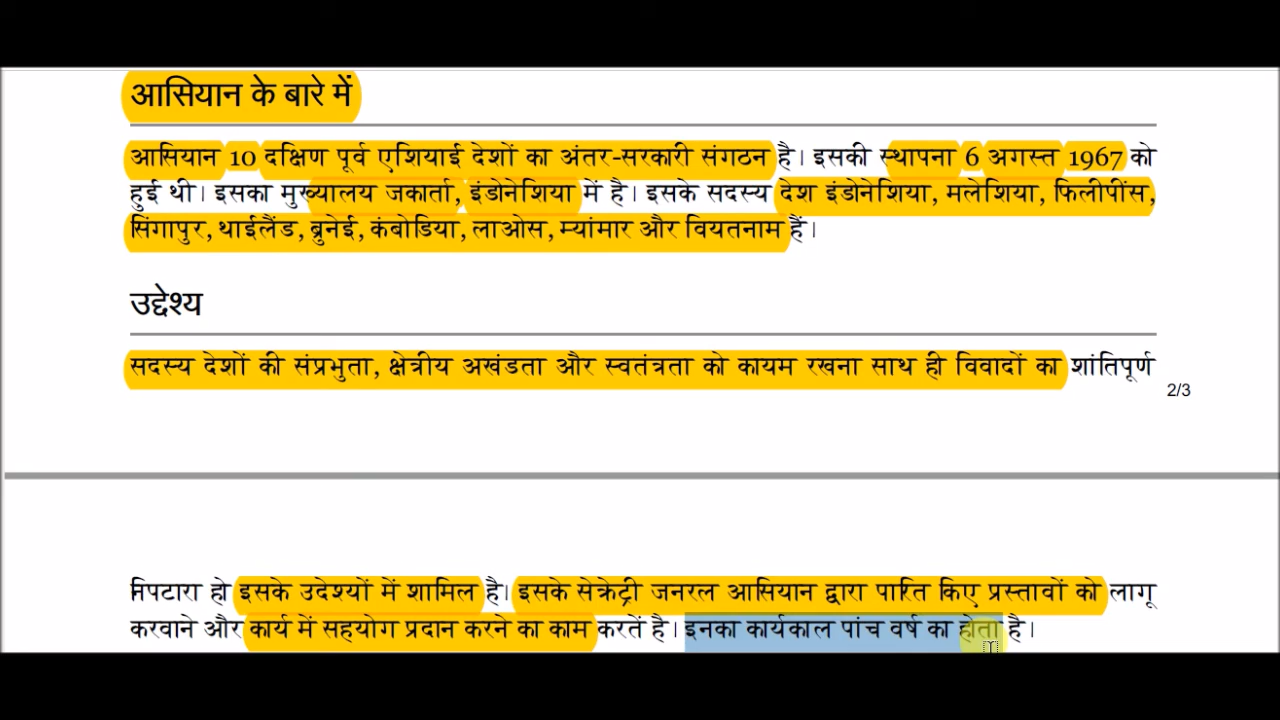 आसियान के बारे में
आसियान 10 दक्षिण पूर्व एशियाई देशों का अंतर-सरकारी संगठन है। इसकी स्थापना 6 अगस्त 1967 को
हुई थी। इसका मुख्यालय जकार्ता, इंडोनेशिया में है। इसके सदस्य देश इंडोनेशिया, मलेशिया, फिलीपींस,
सिंगापुर, थाईलैंड, ब्रुनेई, कंबोडिया, लाओस, म्यांमार और वियतनाम हैं।
उद्देश्य
सदस्य देशों की संप्रभुता, क्षेत्रीय अखंडता और स्वतंत्रता को कायम रखना साथ ही विवादों का शांतिपूर्ण
2/3
निपटारा हो इसके उदेश्यों में शामिल है। इसके सेक्रेट्री जनरल आसियान द्वारा पारित किए प्रस्तावों को लागू
करवाने और कार्य में सहयोग प्रदान करने का काम करतें है। इनका कार्यकाल पांच वर्ष का होता है।